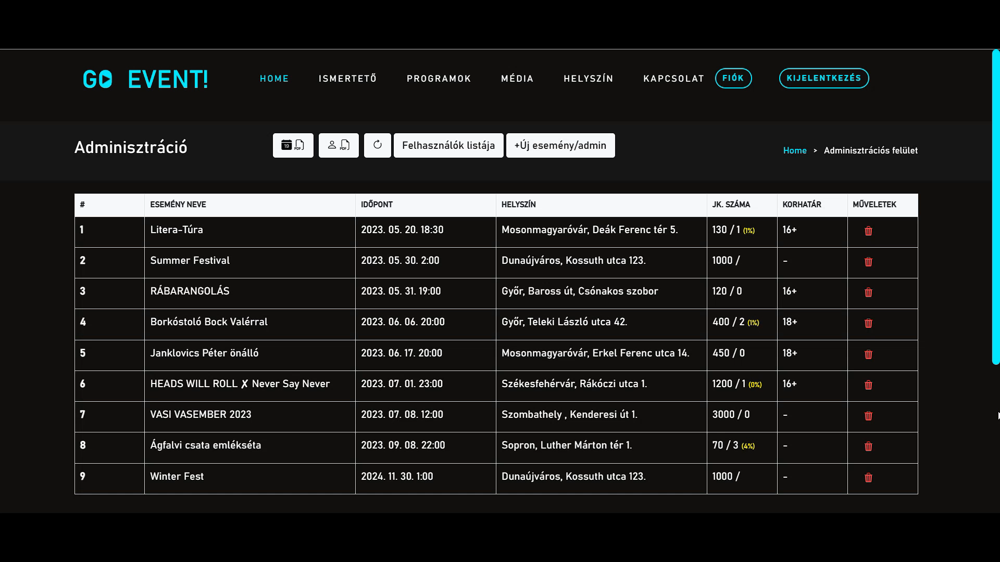 GO EVENT!
HOME ISMERTETŐ PROGRAMOK MÉDIA HELYSZÍN KAPCSOLAT FIÓK KIJELENTKEZÉS
Adminisztráció
19 PDF PDF Felhasználók listája +Új esemény/admin
Home > Adminisztrációs felület
# ESEMÉNY NEVE IDŐPONT HELYSZÍN JK. SZÁMA KORHATÁR MŰVELETEK
1 Litera-Túra 2023. 05. 20. 18:30 Mosonmagyaróvár, Deák Ferenc tér 5. 130 / 1 (1%) 16+
2 Summer Festival 2023. 05. 30. 2:00 Dunaújváros, Kossuth utca 123. 1000 / -
3 RÁBARANGOLÁS 2023. 05. 31. 19:00 Győr, Baross út, Csónakos szobor 120 / 0 16+
4 Borkóstoló Bock Valérral 2023. 06. 06. 20:00 Győr, Teleki László utca 42. 400 / 2 (1%) 18+
5 Janklovics Péter önálló 2023. 06. 17. 20:00 Mosonmagyaróvár, Erkel Ferenc utca 14. 450 / 0 18+
6 HEADS WILL ROLL ✗ Never Say Never 2023. 07. 01. 23:00 Székesfehérvár, Rákóczi utca 1. 1200 / 1 (0%) 16+
7 VASI VASEMBER 2023 2023. 07. 08. 12:00 Szombathely , Kenderesi út 1. 3000 / 0 -
8 Ágfalvi csata emlékséta 2023. 09. 08. 22:00 Sopron, Luther Márton tér 1. 70 / 3 (4%) -
9 Winter Fest 2024. 11. 30. 1:00 Dunaújváros, Kossuth utca 123. 1000 / -